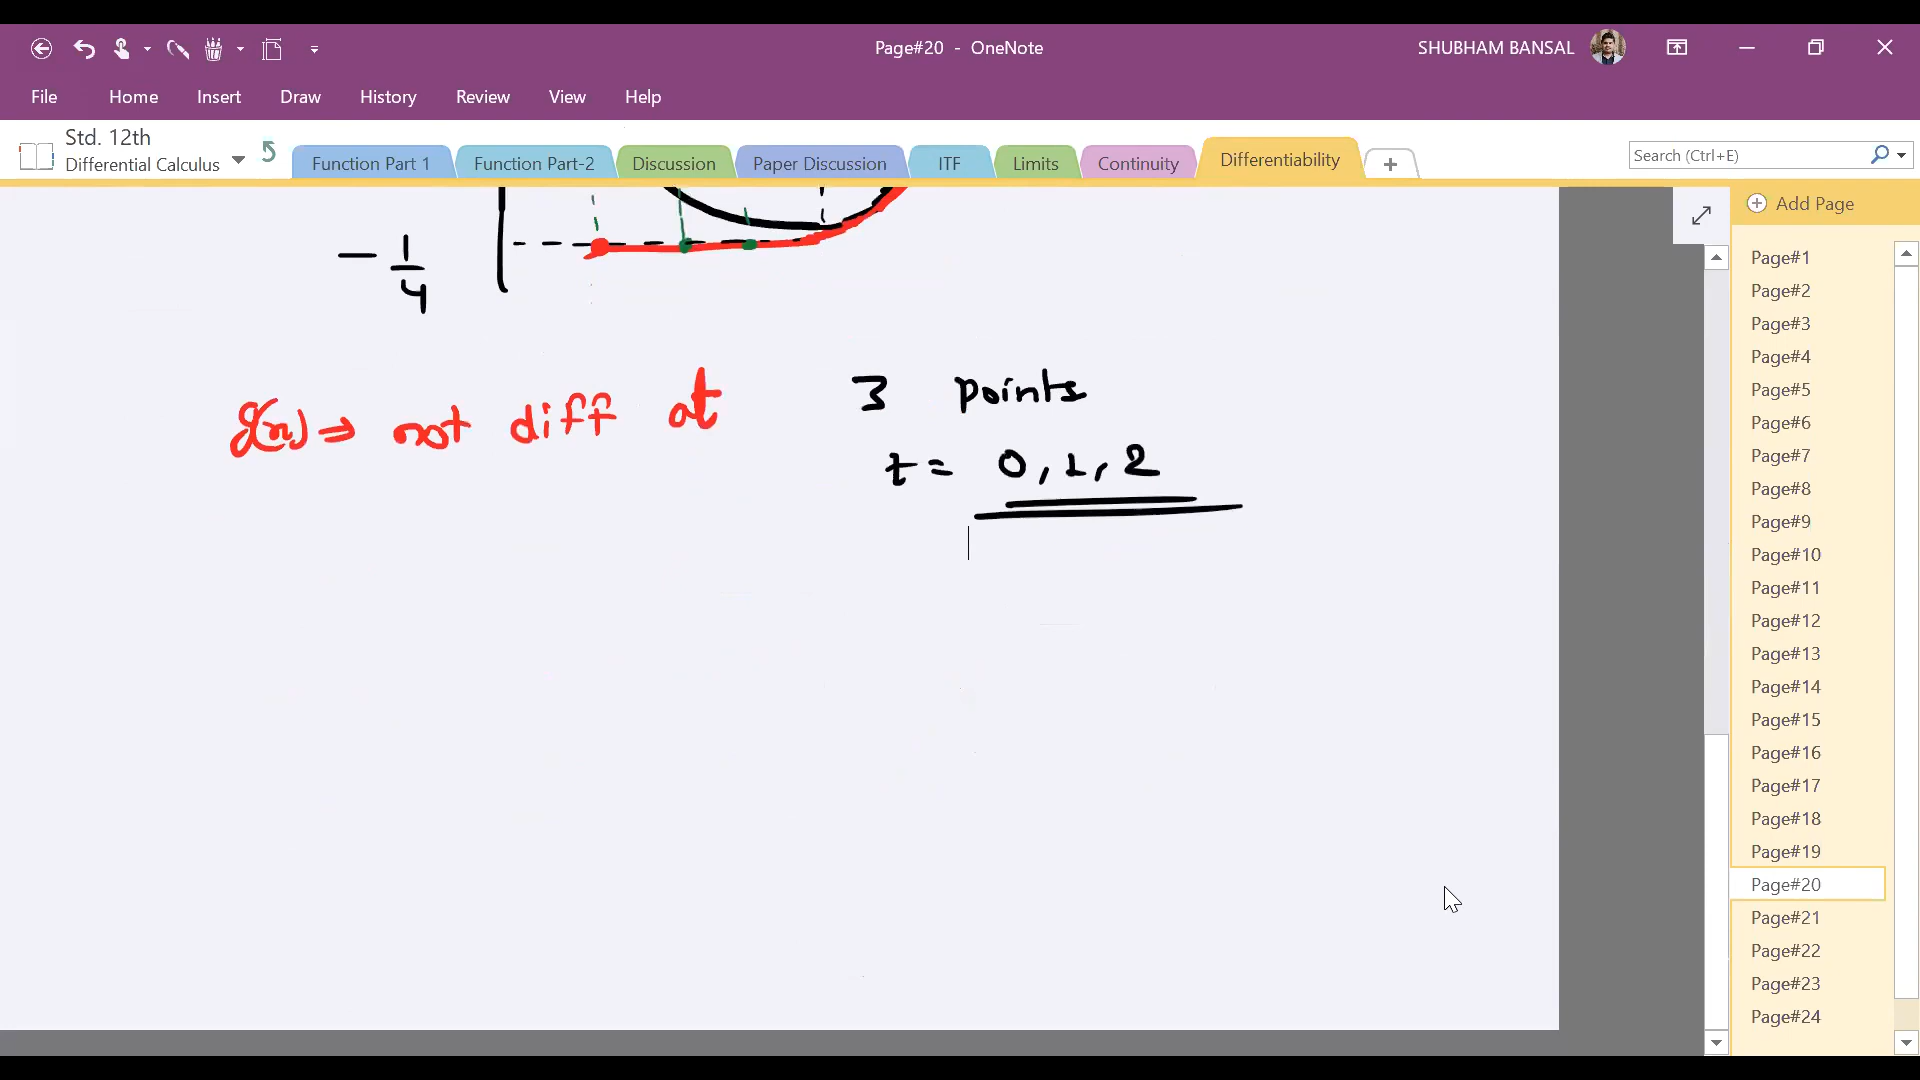 Page#20 - OneNote
SHUBHAM BANSAL
File Home Insert Draw History Review View Help
Std. 12th
Differential Calculus
Function Part 1 Function Part-2 Discussion Paper Discussion ITF Limits Continuity Differentiability
Search (Ctrl+E)
Add Page
- 1/4
g(x) ⇒ not diff at 3 points
t = 0, 1, 2
Page#1
Page#2
Page#3
Page#4
Page#5
Page#6
Page#7
Page#8
Page#9
Page#10
Page#11
Page#12
Page#13
Page#14
Page#15
Page#16
Page#17
Page#18
Page#19
Page#20
Page#21
Page#22
Page#23
Page#24